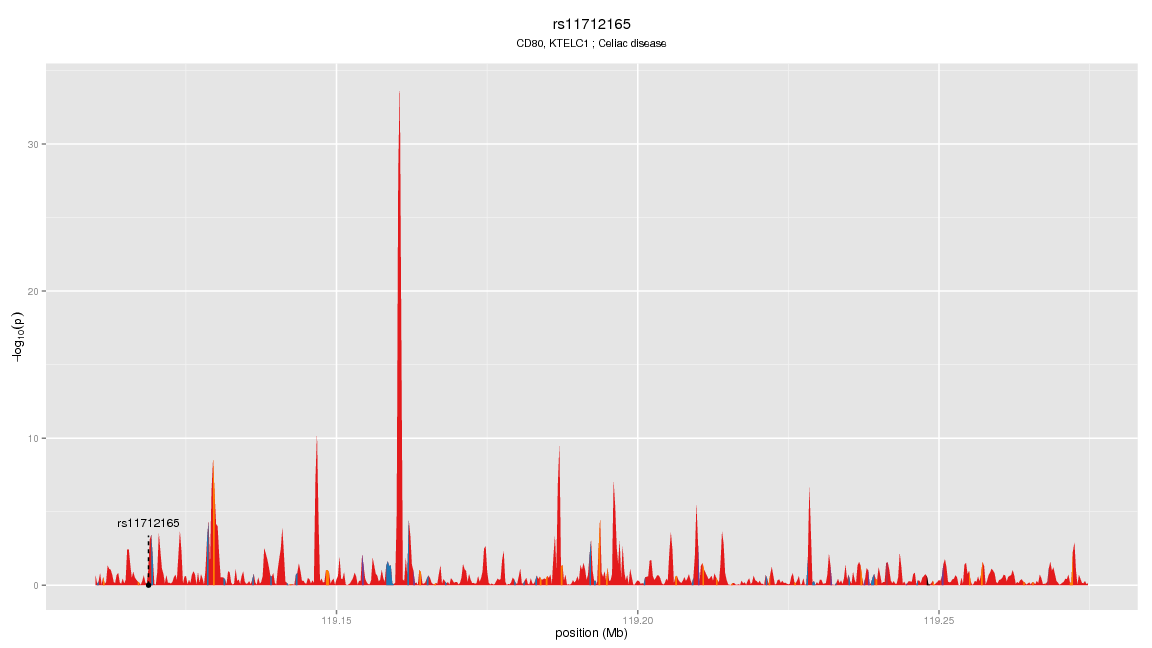 rs11712165
CD80, KTELC1 ; Celiac disease
30
20
10
0
−log10(p)
rs11712165
119.15
119.20
119.25
position (Mb)